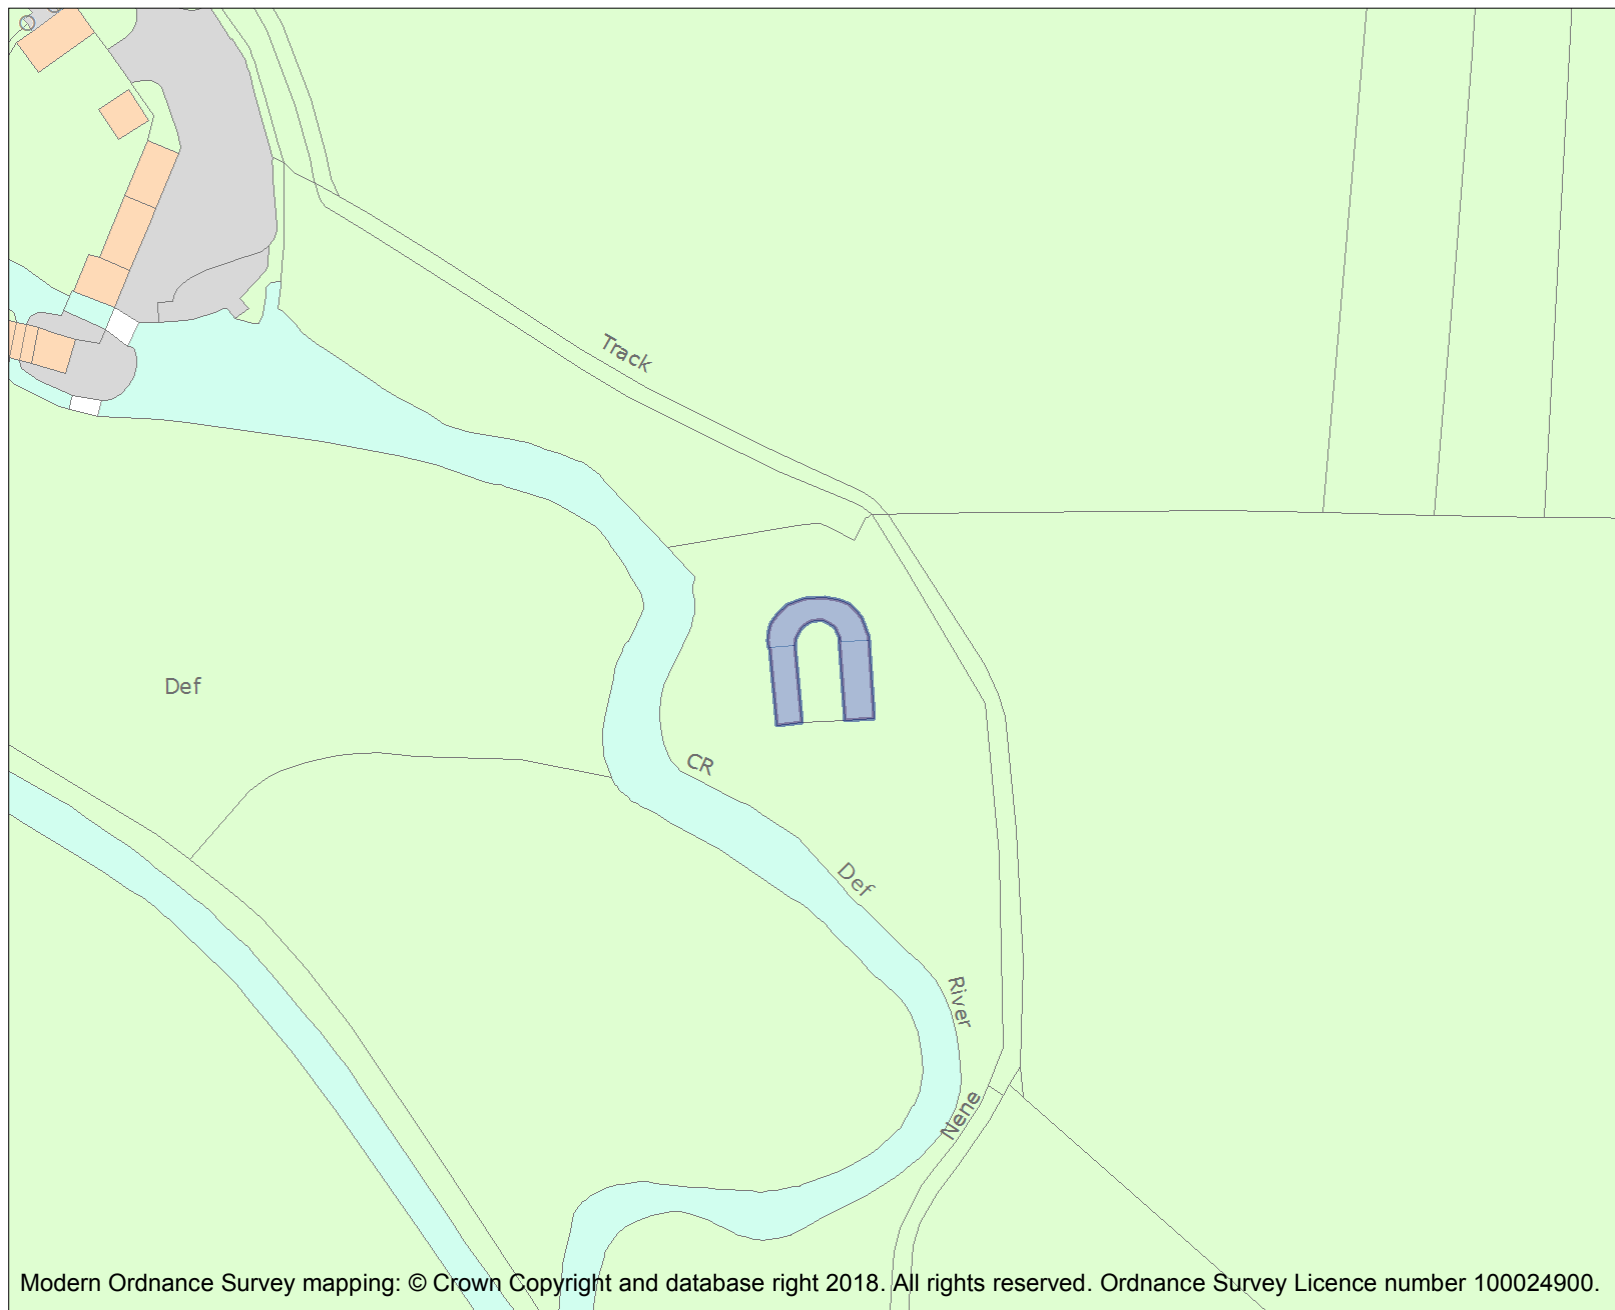 Track
Def
CR
Def
River
Nene
Modern Ordnance Survey mapping: © Crown Copyright and database right 2018. All rights reserved. Ordnance Survey Licence number 100024900.